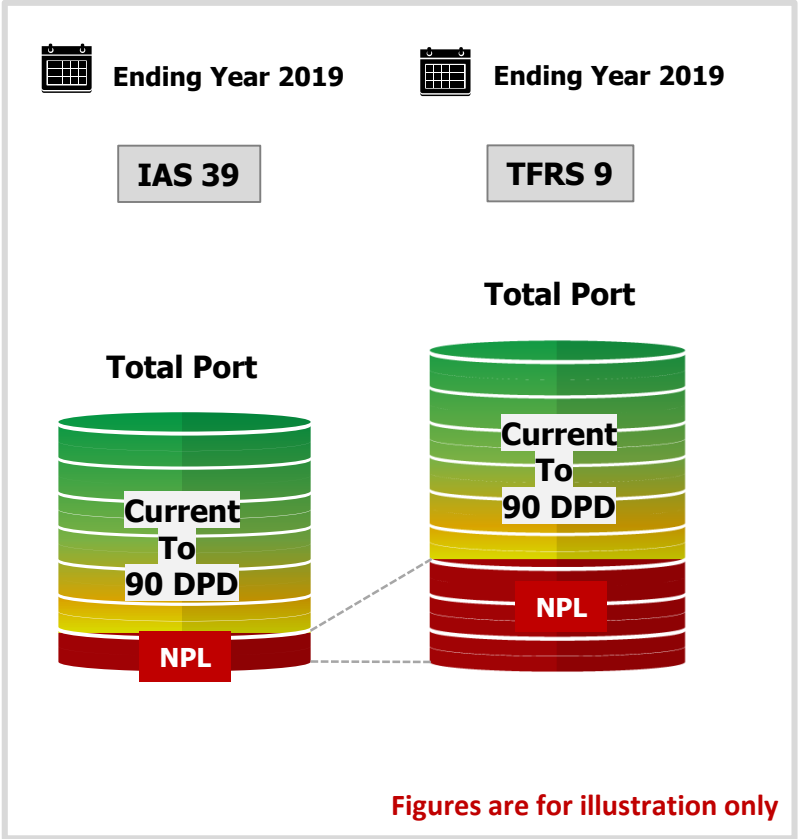 Ending Year 2019
Ending Year 2019
IAS 39
TFRS 9
Total Port
Total Port
Current
To
90 DPD
Current
To
90 DPD
NPL
NPL
Figures are for illustration only